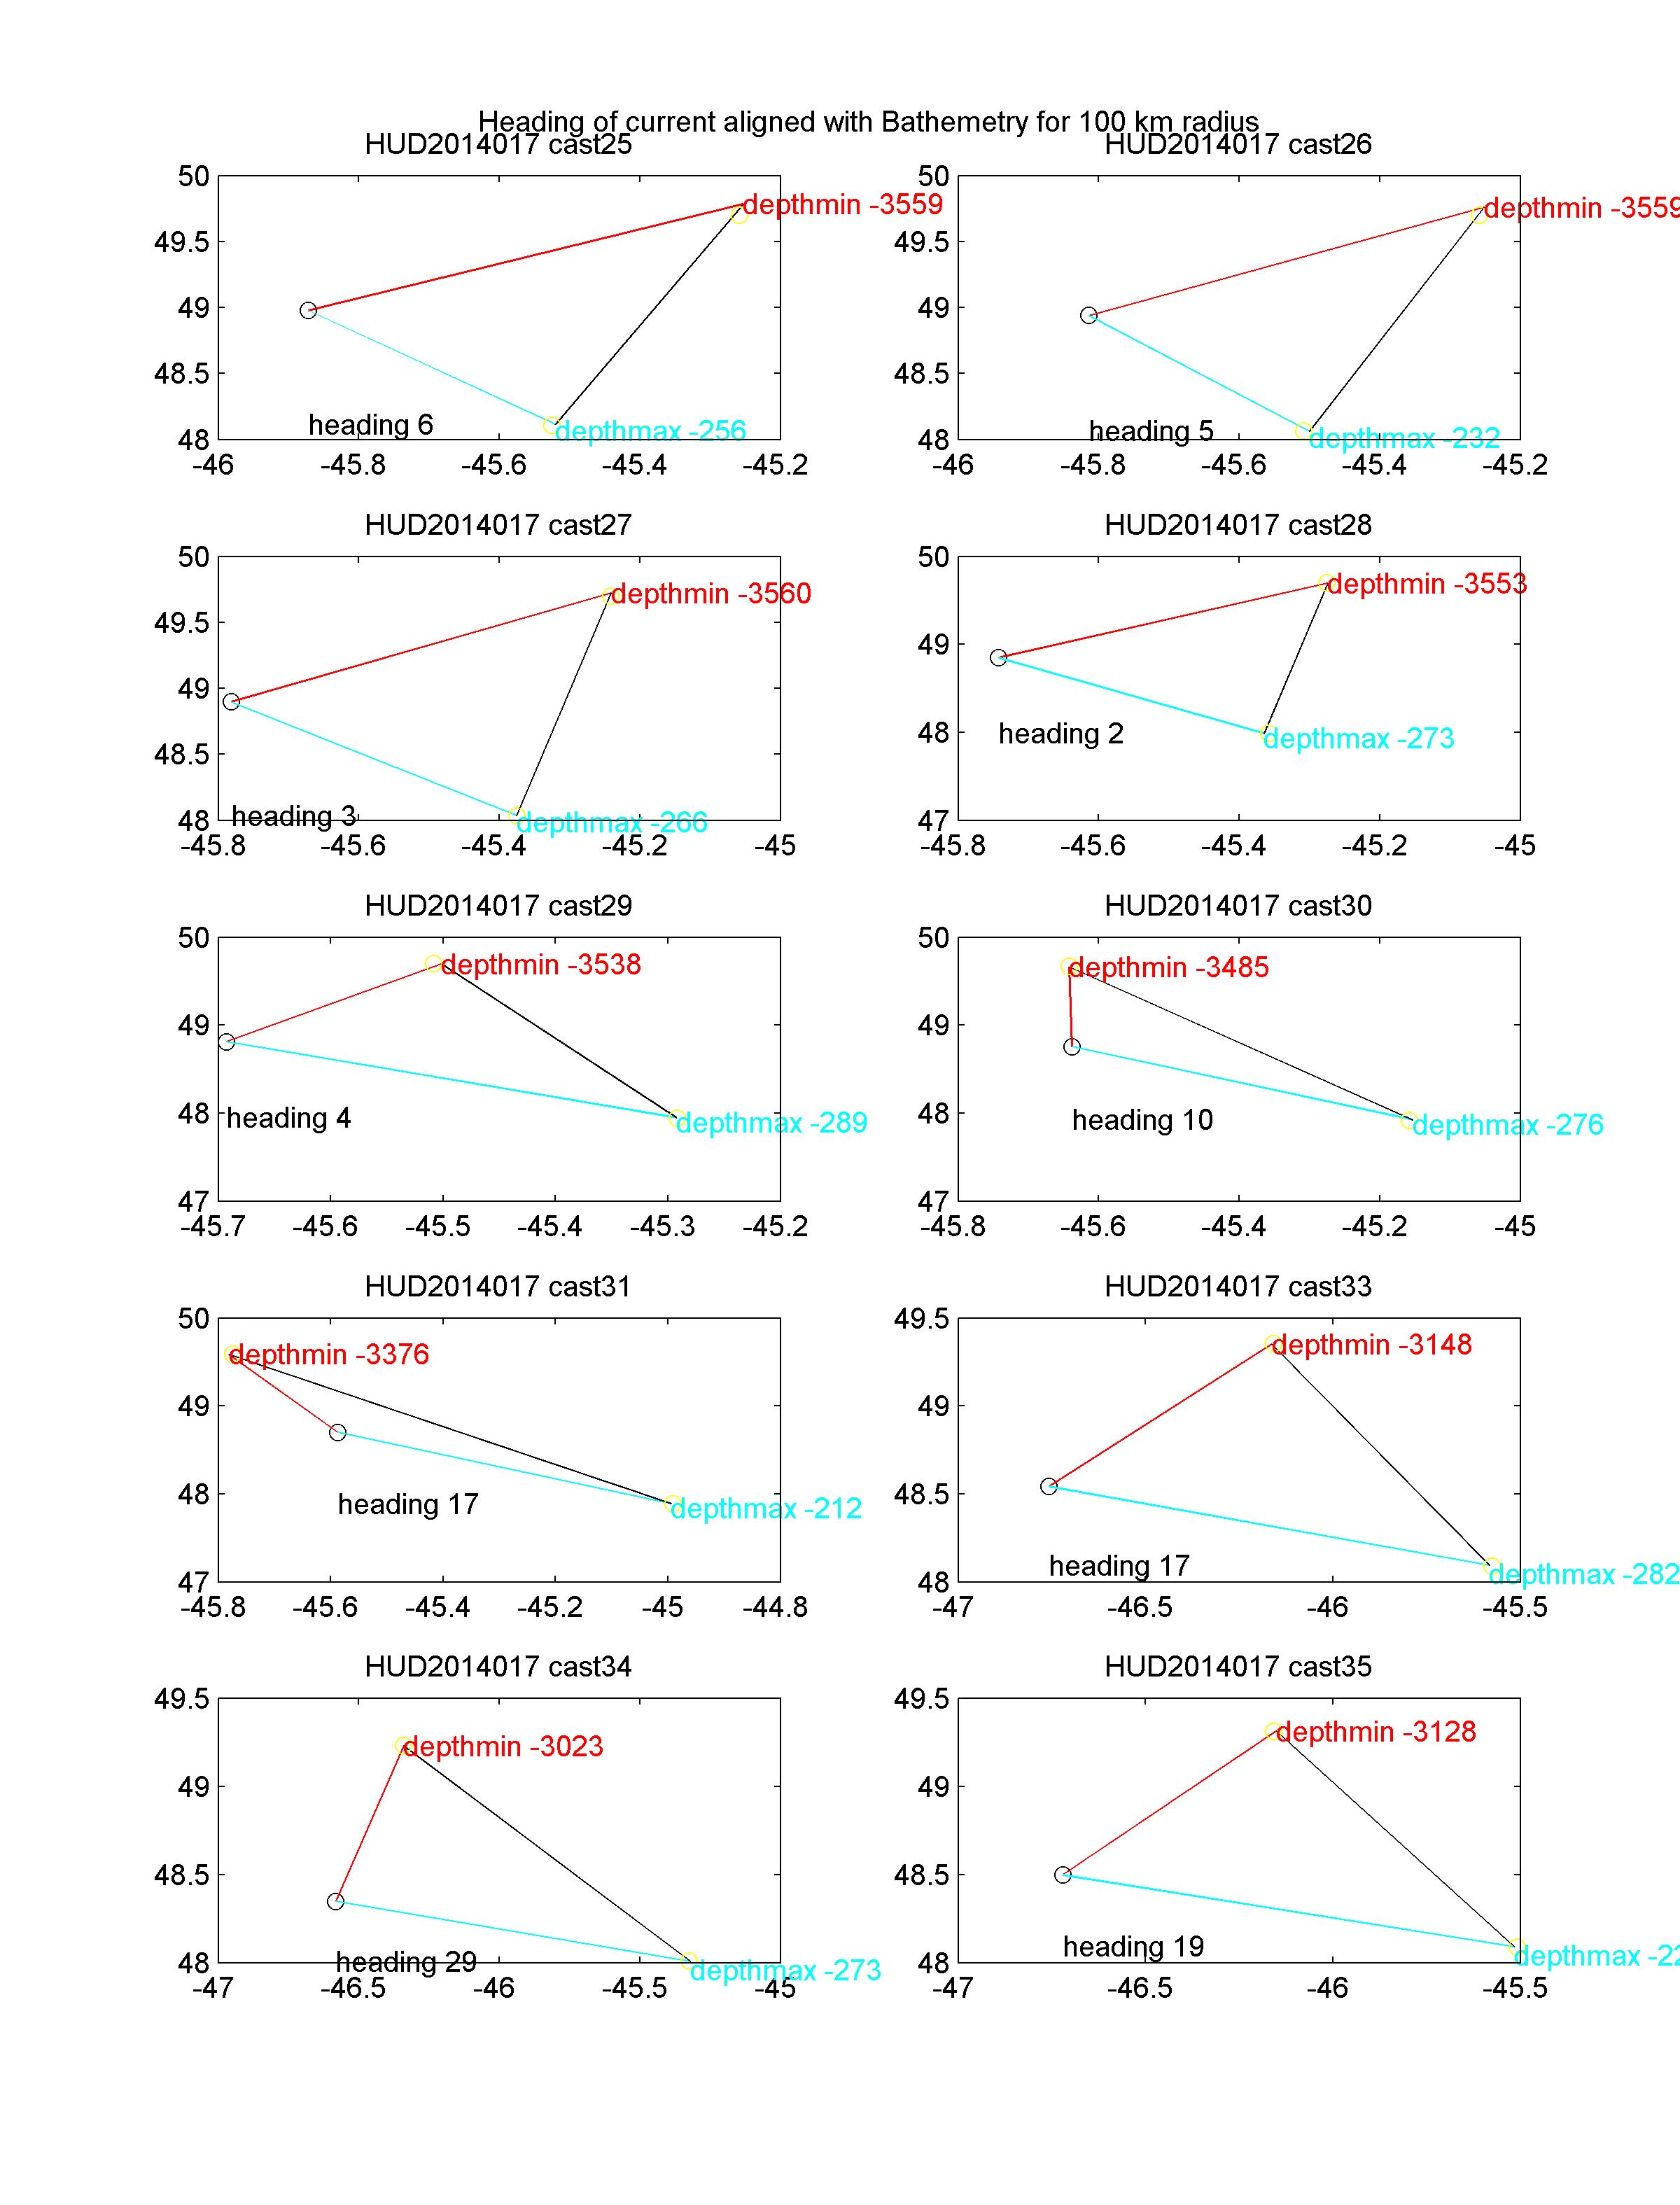 Heading of current aligned with Bathemetry for 100 km radius
HUD2014017 cast25
50
49.5
49
48.5
48
-46
-45.8
-45.6
-45.4
-45.2
depthmin -3559
depthmax -256
heading 6
HUD2014017 cast26
50
49.5
49
48.5
48
-46
-45.8
-45.6
-45.4
-45.2
depthmin -3559
depthmax -232
heading 5
HUD2014017 cast27
50
49.5
49
48.5
48
-45.8
-45.6
-45.4
-45.2
-45
depthmin -3560
depthmax -266
heading 3
HUD2014017 cast28
50
49
48
47
-45.8
-45.6
-45.4
-45.2
-45
depthmin -3553
depthmax -273
heading 2
HUD2014017 cast29
50
49
48
47
-45.7
-45.6
-45.5
-45.4
-45.3
-45.2
depthmin -3538
depthmax -289
heading 4
HUD2014017 cast30
50
49
48
47
-45.8
-45.6
-45.4
-45.2
-45
depthmin -3485
depthmax -276
heading 10
HUD2014017 cast31
50
49
48
47
-45.8
-45.6
-45.4
-45.2
-45
-44.8
depthmin -3376
depthmax -212
heading 17
HUD2014017 cast33
49.5
49
48.5
48
-47
-46.5
-46
-45.5
depthmin -3148
depthmax -282
heading 17
HUD2014017 cast34
49.5
49
48.5
48
-47
-46.5
-46
-45.5
-45
depthmin -3023
depthmax -273
heading 29
HUD2014017 cast35
49.5
49
48.5
48
-47
-46.5
-46
-45.5
depthmin -3128
depthmax
heading 19